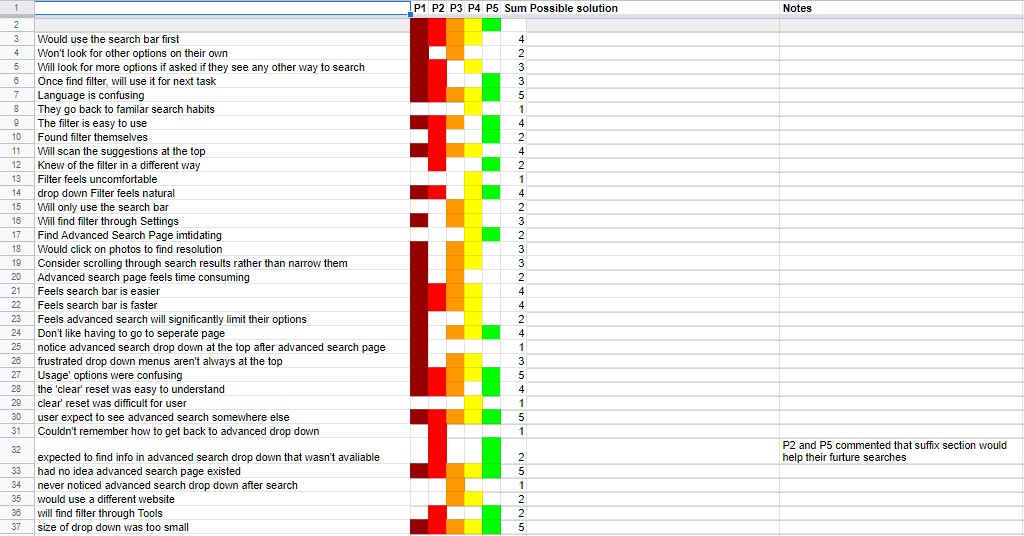 1 P1 P2 P3 P4 P5 Sum Possible solution Notes
2
3 Would use the search bar first 4
4 Won't look for other options on their own 2
5 Will look for more options if asked if they see any other way to search 3
6 Once find filter, will use it for next task 3
7 Language is confusing 5
8 They go back to familar search habits 1
9 The filter is easy to use 4
10 Found filter themselves 2
11 Will scan the suggestions at the top 4
12 Knew of the filter in a different way 2
13 Filter feels uncomfortable 1
14 drop down Filter feels natural 4
15 Will only use the search bar 2
16 Will find filter through Settings 3
17 Find Advanced Search Page imtidating 2
18 Would click on photos to find resolution 3
19 Consider scrolling through search results rather than narrow them 3
20 Advanced search page feels time consuming 2
21 Feels search bar is easier 4
22 Feels search bar is faster 4
23 Feels advanced search will significantly limit their options 2
24 Don't like having to go to seperate page 4
25 notice advanced search drop down at the top after advanced search page 1
26 frustrated drop down menus aren't always at the top 3
27 Usage' options were confusing 5
28 the 'clear' reset was easy to understand 4
29 clear' reset was difficult for user 1
30 user expect to see advanced search somewhere else 5
31 Couldn't remember how to get back to advanced drop down 1
P2 and P5 commented that suffix section would
32 expected to find info in advanced search drop down that wasn't avaliable 2 help their furture searches
33 had no idea advanced search page existed 5
34 never noticed advanced search drop down after search 1
35 would use a different website 2
36 will find filter through Tools 2
37 size of drop down was too small 5